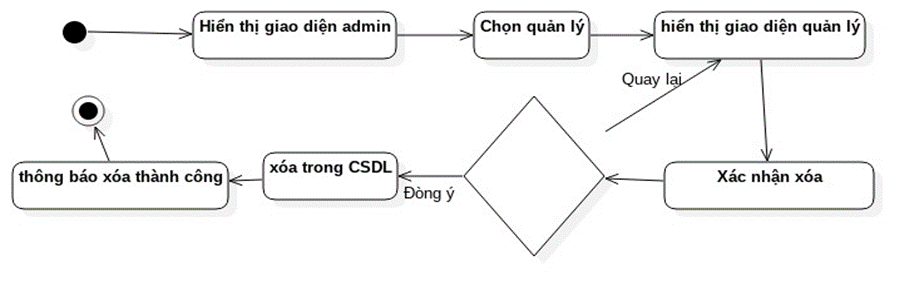 Hiển thị giao diện admin
Chọn quản lý
hiển thị giao diện quản lý
Quay lại
thông báo xóa thành công
xóa trong CSDL
Đòng ý
Xác nhận xóa